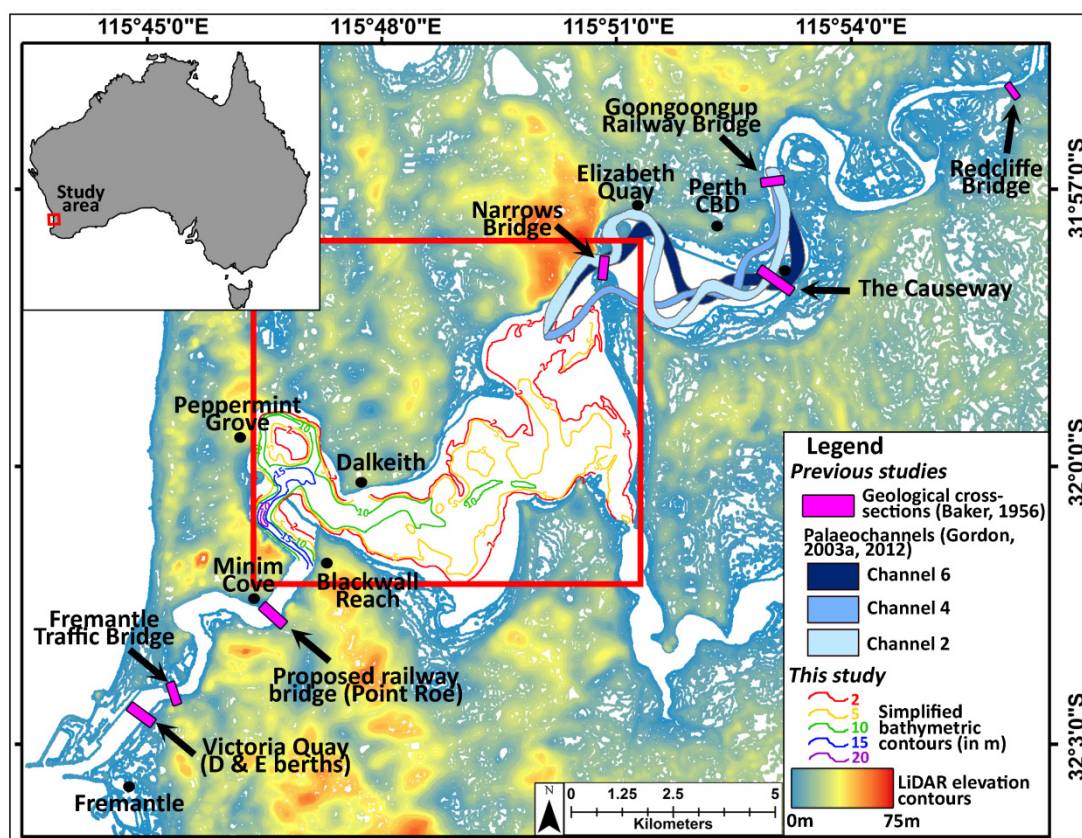 115°45'0"E
115°48'0"E
115°51'0"E
115°54'0"E
Study
area
Goongoongup
Railway Bridge
Elizabeth
Quay
Perth
CBD
Redcliffe
Bridge
31°57'0"S
Narrows
Bridge
The Causeway
Peppermint
Grove
Dalkeith
32°0'0"S
Minim
Cove
Blackwall
Reach
Fremantle
Traffic Bridge
Proposed railway
bridge (Point Roe)
Victoria Quay
(D & E berths)
Fremantle
32°3'0"S
Legend
Previous studies
Geological cross-
sections (Baker, 1956)
Palaeochannels (Gordon,
2003a, 2012)
Channel 6
Channel 4
Channel 2
This study
2
5
10
15
20
Simplified
bathymetric
contours (in m)
LiDAR elevation
contours
0m 75m
N
0 1.25 2.5 5
Kilometers